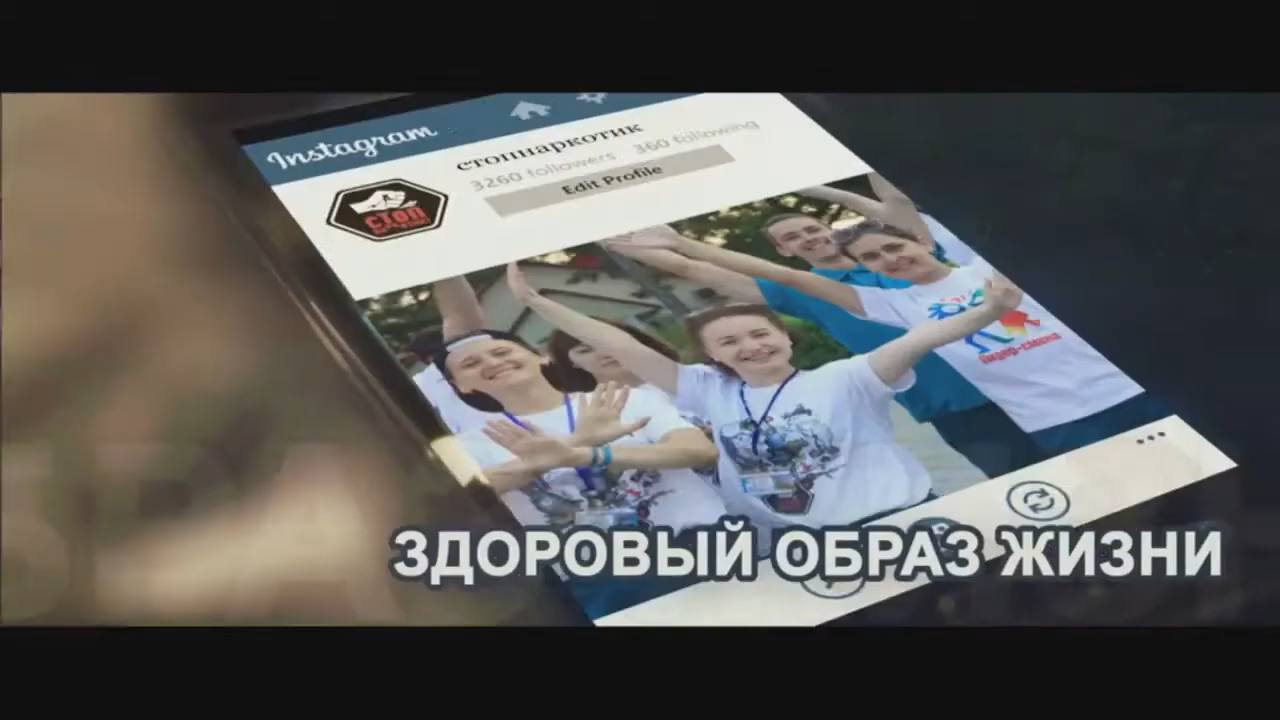 Instagram
стопнаркотик
3260 followers 360 following
Edit Profile
СТОП
Лидер-смена
ЗДОРОВЫЙ ОБРАЗ ЖИЗНИ